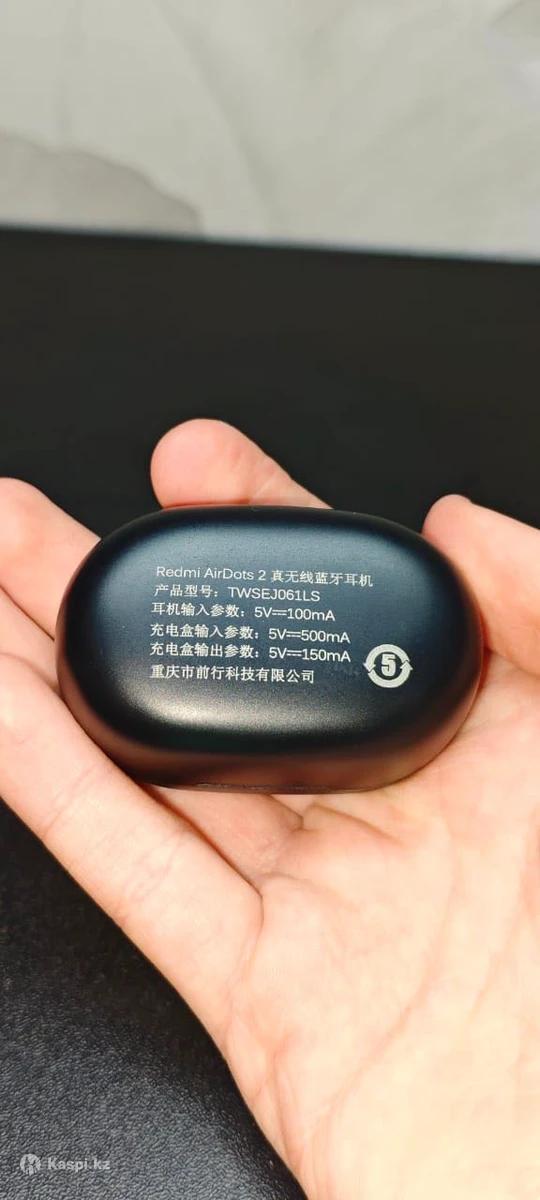 Redmi AirDots 2 真无线蓝牙耳机
产品型号：TWSEJ061LS
耳机输入参数：5V⎓100mA
充电盒输入参数：5V⎓500mA
充电盒输出参数：5V⎓150mA
重庆市前行科技有限公司
5
Kaspi.kz